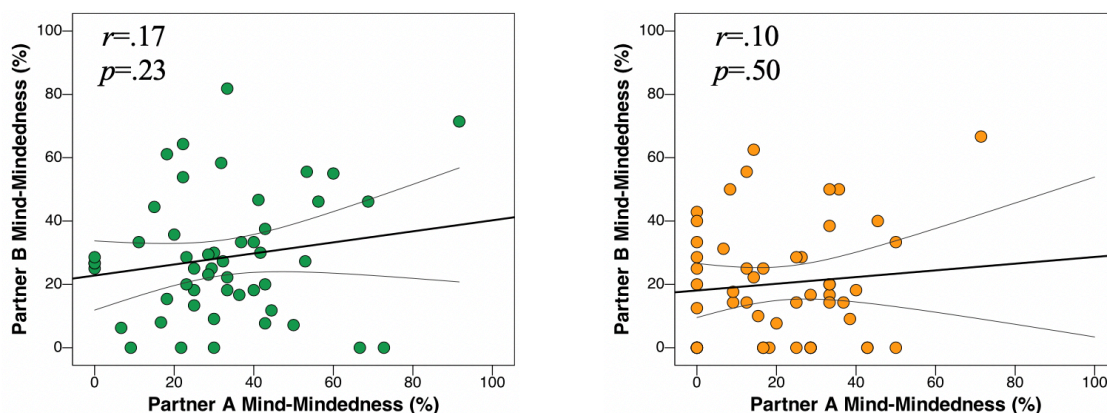 r=.17
p=.23
100
80
60
40
20
0
Partner B Mind-Mindedness (%)
0 20 40 60 80 100
Partner A Mind-Mindedness (%)
r=.10
p=.50
100
80
60
40
20
0
Partner B Mind-Mindedness (%)
0 20 40 60 80 100
Partner A Mind-Mindedness (%)